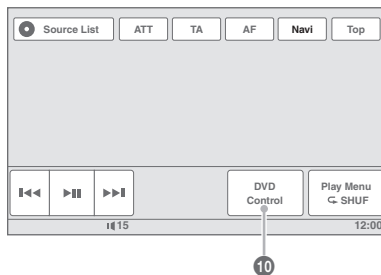 Source List ATT TA AF Navi Top
DVD Play Menu
Control SHUF
15 12:00
10